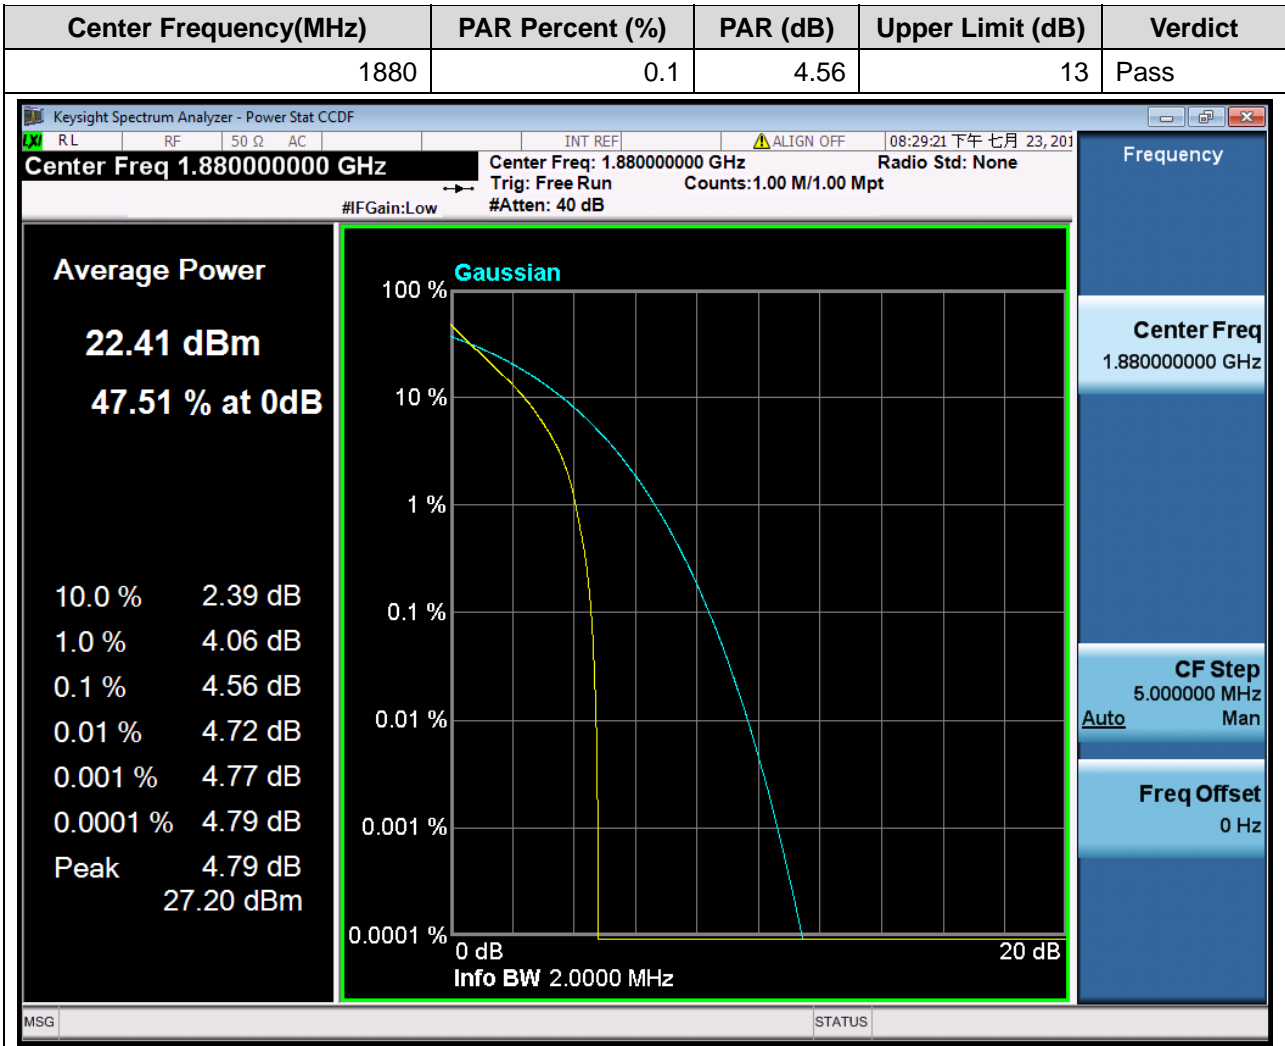 Center Frequency(MHz) PAR Percent (%) PAR (dB) Upper Limit (dB) Verdict
1880 0.1 4.56 13 Pass
Keysight Spectrum Analyzer - Power Stat CCDF
LXI RL RF 50 Ω AC INT REF ALIGN OFF 08:29:21 下午 七月 23, 201
Center Freq 1.880000000 GHz
Center Freq: 1.880000000 GHz Radio Std: None
Trig: Free Run Counts:1.00 M/1.00 Mpt
#IFGain:Low #Atten: 40 dB
Frequency
Average Power
22.41 dBm
47.51 % at 0dB
10.0 % 2.39 dB
1.0 % 4.06 dB
0.1 % 4.56 dB
0.01 % 4.72 dB
0.001 % 4.77 dB
0.0001 % 4.79 dB
Peak 4.79 dB
27.20 dBm
Gaussian
100 %
10 %
1 %
0.1 %
0.01 %
0.001 %
0.0001 %
0 dB 20 dB
Info BW 2.0000 MHz
Center Freq
1.880000000 GHz
CF Step
5.000000 MHz
Auto Man
Freq Offset
0 Hz
MSG STATUS